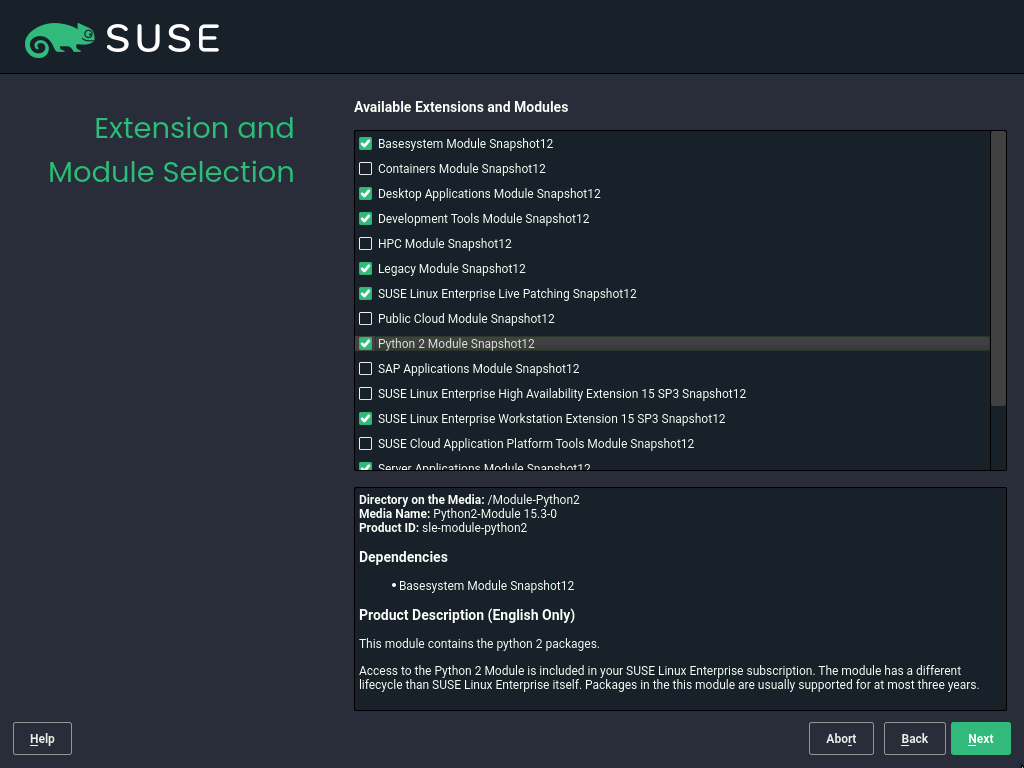 SUSE
Extension and
Module Selection
Available Extensions and Modules
Basesystem Module Snapshot12
Containers Module Snapshot12
Desktop Applications Module Snapshot12
Development Tools Module Snapshot12
HPC Module Snapshot12
Legacy Module Snapshot12
SUSE Linux Enterprise Live Patching Snapshot12
Public Cloud Module Snapshot12
Python 2 Module Snapshot12
SAP Applications Module Snapshot12
SUSE Linux Enterprise High Availability Extension 15 SP3 Snapshot12
SUSE Linux Enterprise Workstation Extension 15 SP3 Snapshot12
SUSE Cloud Application Platform Tools Module Snapshot12
Server Applications Module Snapshot12
Directory on the Media: /Module-Python2
Media Name: Python2-Module 15.3-0
Product ID: sle-module-python2
Dependencies
• Basesystem Module Snapshot12
Product Description (English Only)
This module contains the python 2 packages.
Access to the Python 2 Module is included in your SUSE Linux Enterprise subscription. The module has a different
lifecycle than SUSE Linux Enterprise itself. Packages in the this module are usually supported for at most three years.
Help
Abort
Back
Next